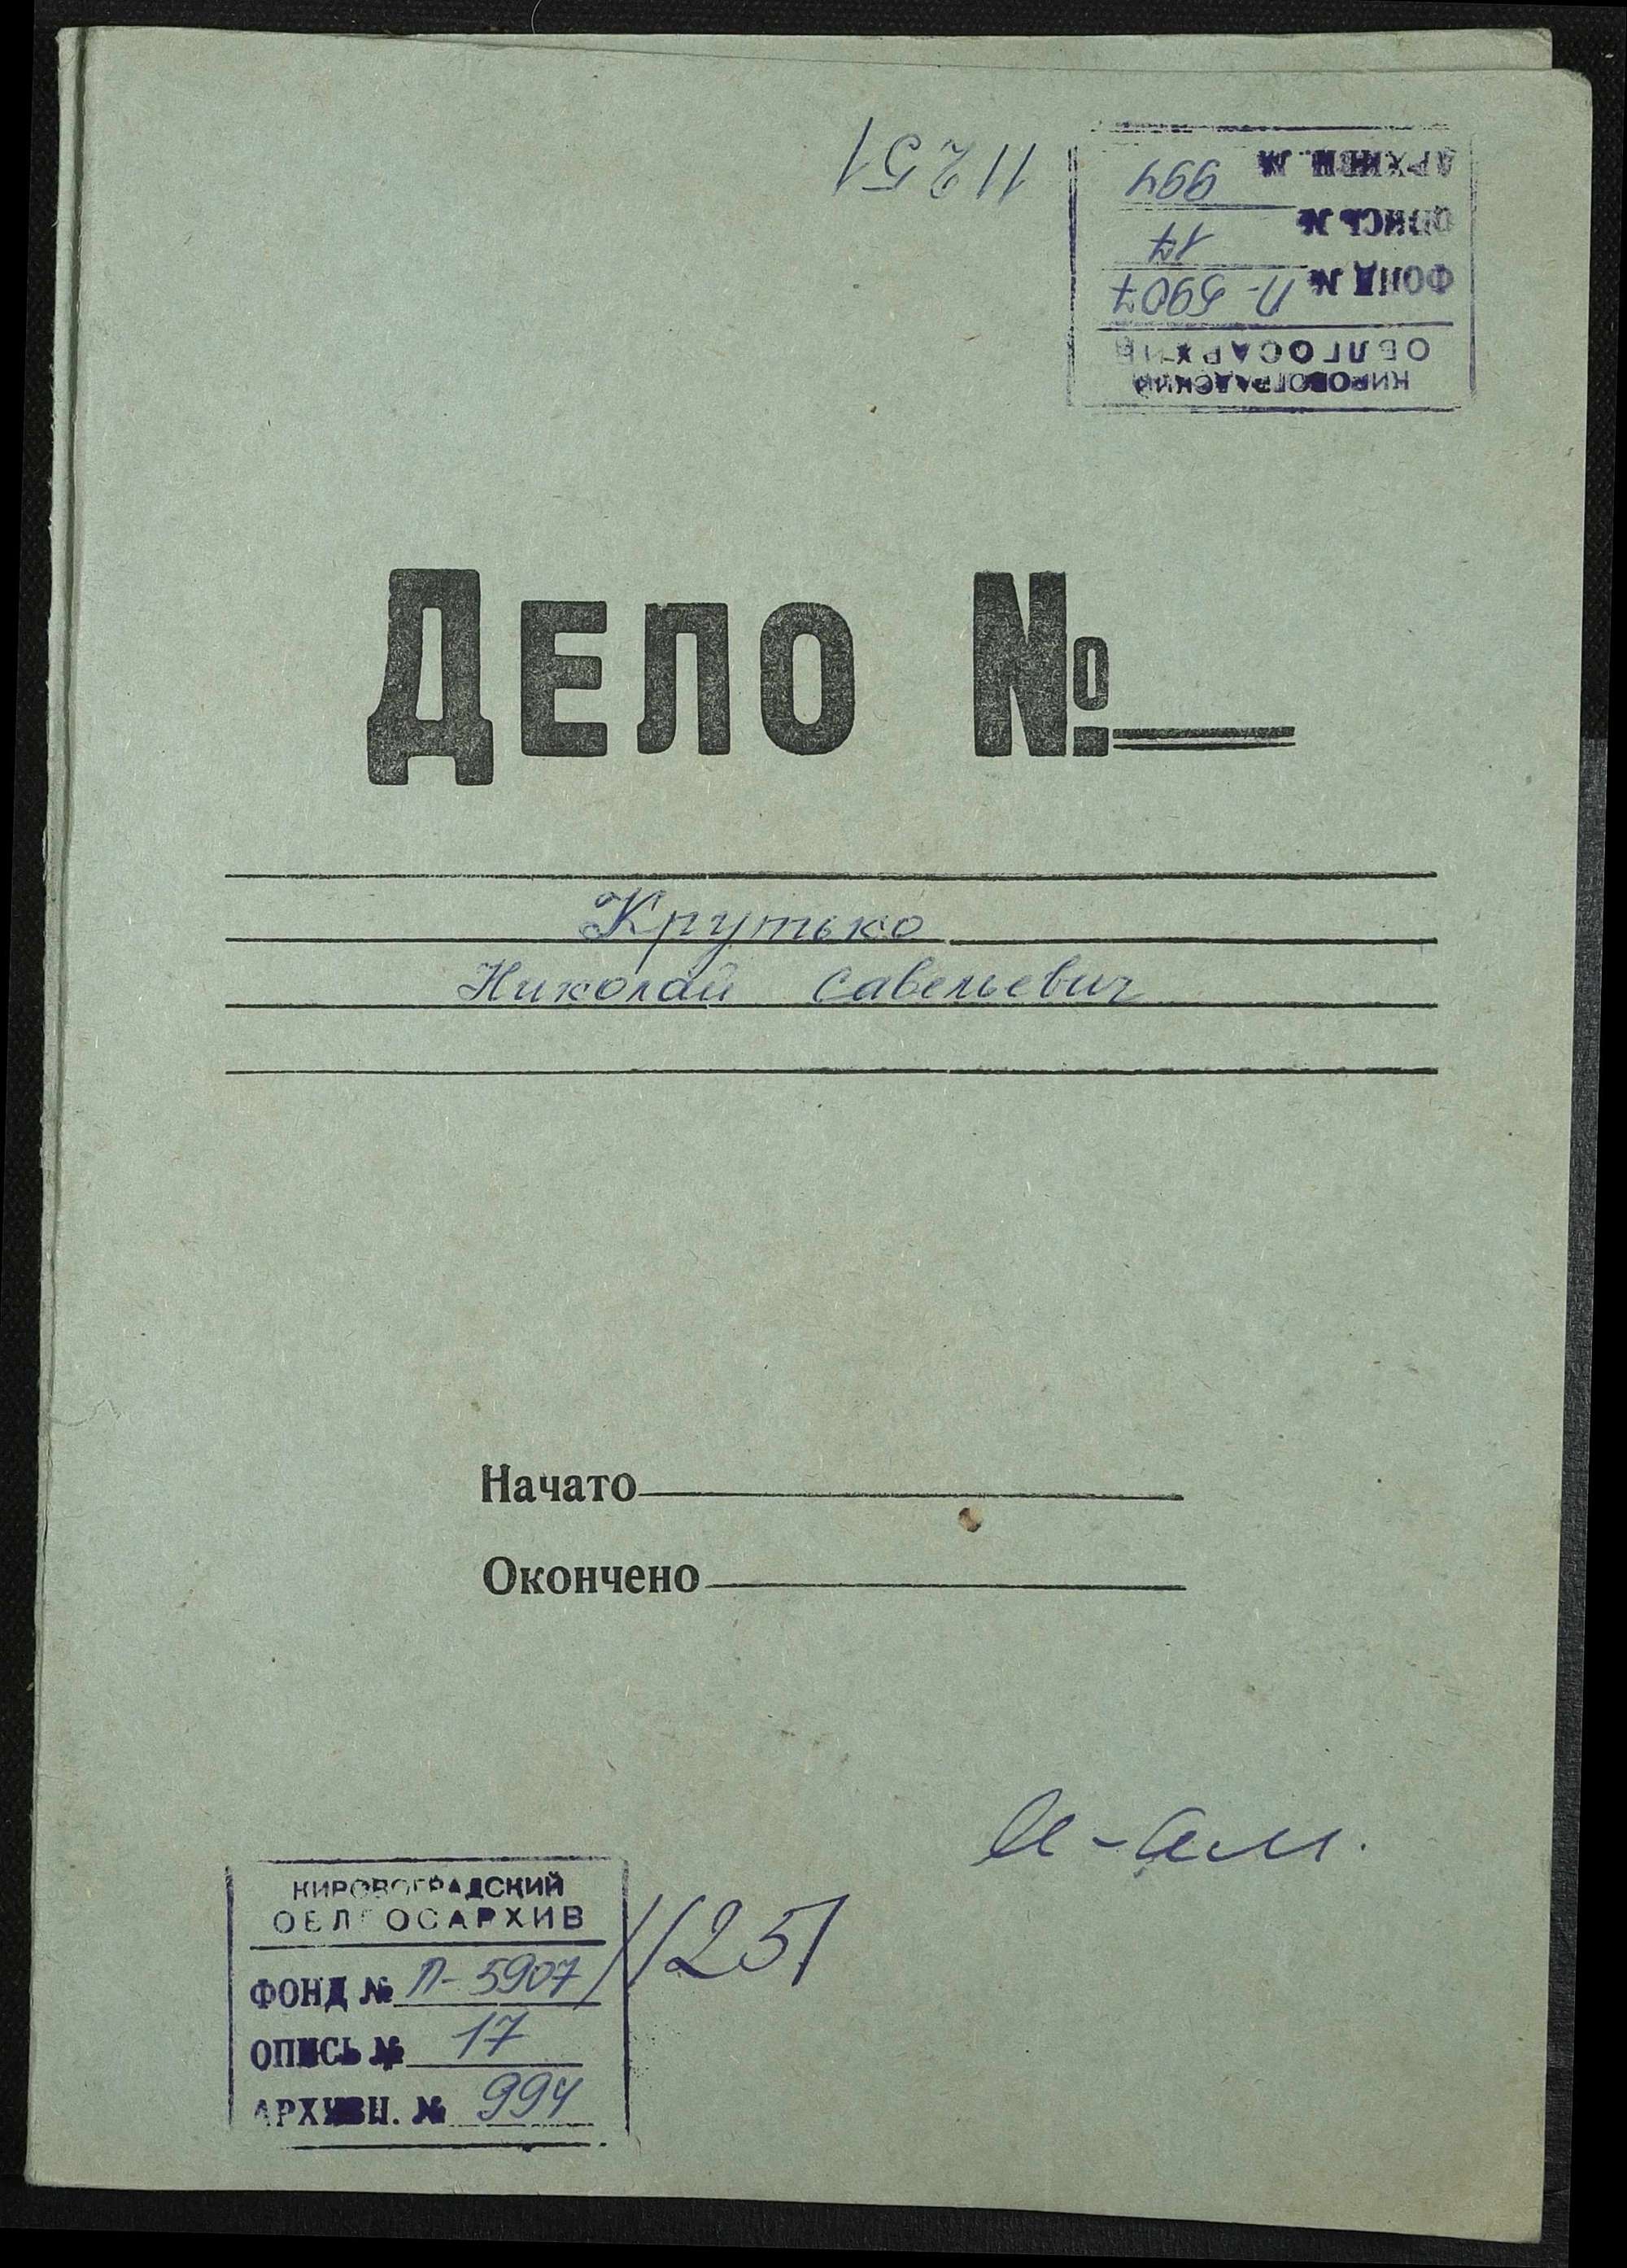 11251
КИРОВОГРАДСКИЙ
ОБЛГОСАРХИВ
ФОНД № П-5907
ОПИСЬ № 17
АРХИВН. № 994
ДЕЛО №
Крутько
Николай Савельевич
Начато
Окончено
КИРОВОГРАДСКИЙ
ОБЛГОСАРХИВ
ФОНД № П-5907
11251
ОПИСЬ № 17
АРХИВН. № 994